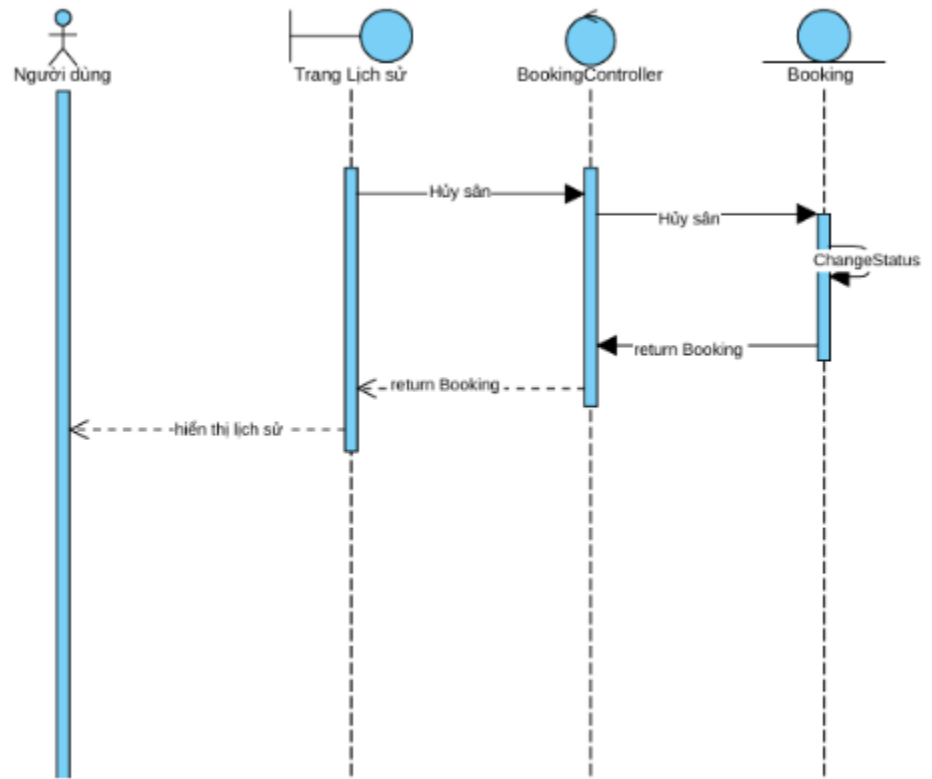 Người dùng
Trang Lịch sử
BookingController
Booking
Hủy sân
Hủy sân
ChangeStatus
return Booking
return Booking
hiển thị lịch sử